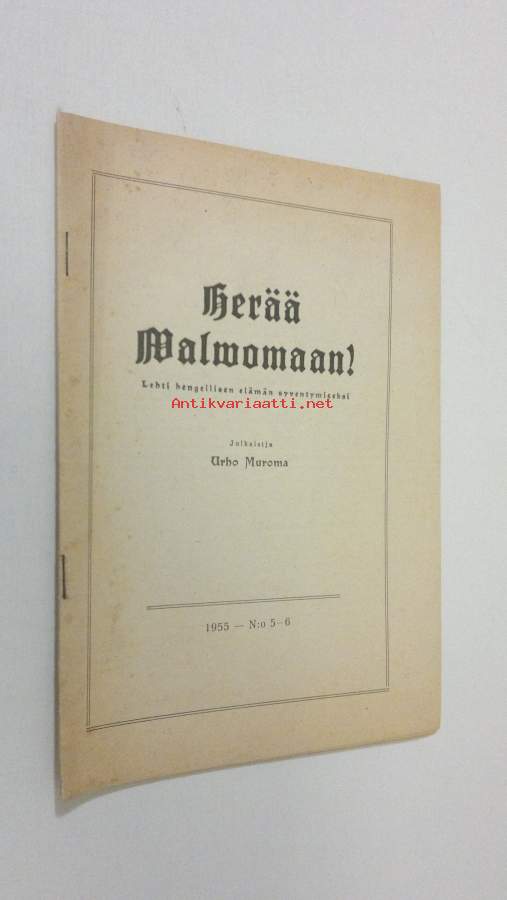 Herää
Walwomaan!
Lehti hengellisen elämän syventymiseksi
Antikvariaatti.net
Julkaisija
Urho Muroma
1955 — N:o 5–6